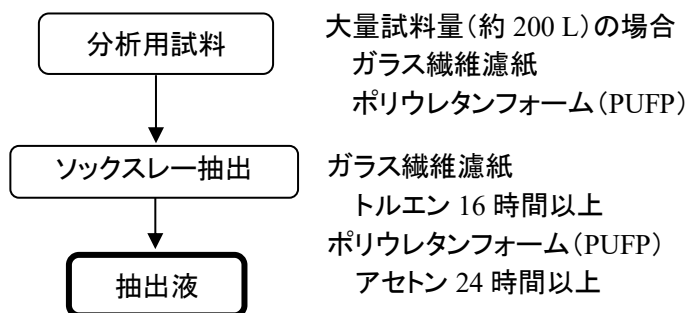 分析用試料
大量試料量（約 200 L）の場合
ガラス繊維濾紙
ポリウレタンフォーム（PUFP）
ソックスレー抽出
ガラス繊維濾紙
トルエン 16 時間以上
ポリウレタンフォーム（PUFP）
アセトン 24 時間以上
抽出液